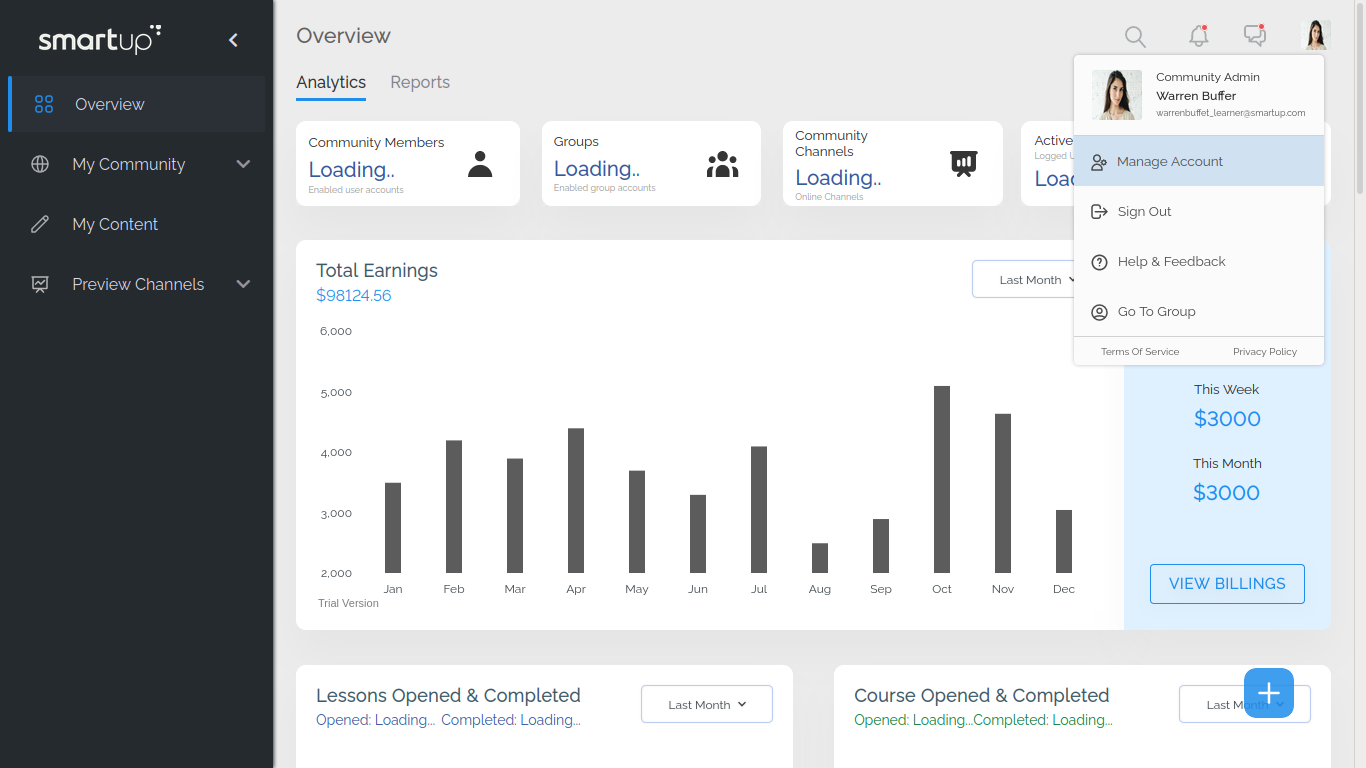 smartup
Overview
My Community
My Content
Preview Channels
Overview
Analytics
Reports
Community Members
Loading..
Enabled user accounts
Groups
Loading..
Enabled group accounts
Community
Channels
Loading..
Online Channels
Active
Logged U
Loa
Community Admin
Warren Buffer
warrenbuffet_learner@smartup.com
Manage Account
Sign Out
Help & Feedback
Go To Group
Terms Of Service
Privacy Policy
Total Earnings
$98124.56
Last Month
6,000
5,000
4,000
3,000
2,000
Jan
Feb
Mar
Apr
May
Jun
Jul
Aug
Sep
Oct
Nov
Dec
Trial Version
This Week
$3000
This Month
$3000
VIEW BILLINGS
Lessons Opened & Completed
Opened: Loading... Completed: Loading...
Last Month
Course Opened & Completed
Opened: Loading...Completed: Loading...
Last Month